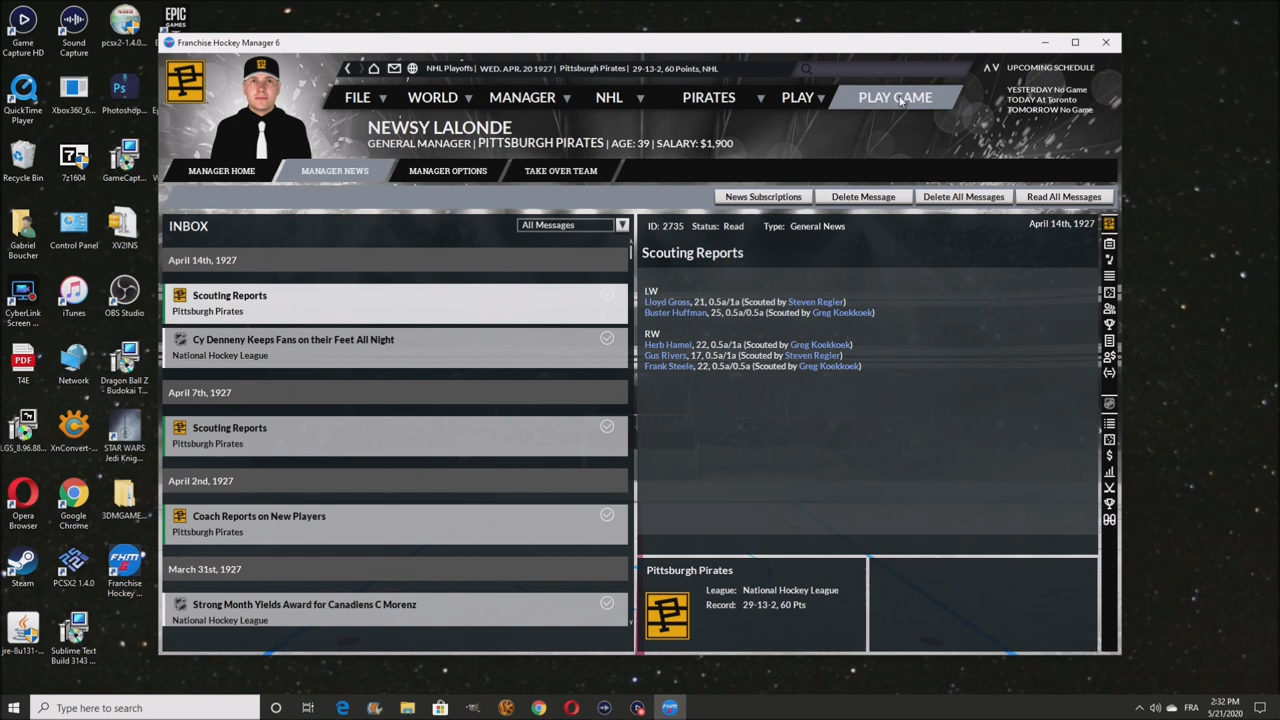 Game Capture HD
Sound Capture
pcsx2-1.4.0...
EPIC GAMES
QuickTime Player
Xbox360_...
Photoshop...
Recycle Bin
7z1604
GameCapt...
Gabriel Boucher
Control Panel
XV2INS
CyberLink Screen ...
iTunes
OBS Studio
PDF
T4E
Network
Dragon Ball Z - Budokai T...
LGS_8.96.88...
XnConvert-...
STAR WARS Jedi Knig...
Opera Browser
Google Chrome
3DMGAME...
Steam
PCSX2 1.4.0
FHM 6
Franchise Hockey ...
jre-8u131-...
Sublime Text Build 3143 ...
Franchise Hockey Manager 6
NHL Playoffs | WED. APR. 20 1927 | Pittsburgh Pirates | 29-13-2, 60 Points, NHL
UPCOMING SCHEDULE
YESTERDAY No Game
TODAY At Toronto
TOMORROW No Game
FILE WORLD MANAGER NHL PIRATES PLAY PLAY GAME
NEWSY LALONDE
GENERAL MANAGER | PITTSBURGH PIRATES | AGE: 39 | SALARY: $1,900
MANAGER HOME MANAGER NEWS MANAGER OPTIONS TAKE OVER TEAM
News Subscriptions Delete Message Delete All Messages Read All Messages
INBOX
All Messages
April 14th, 1927
Scouting Reports
Pittsburgh Pirates
Cy Denneny Keeps Fans on their Feet All Night
National Hockey League
April 7th, 1927
Scouting Reports
Pittsburgh Pirates
April 2nd, 1927
Coach Reports on New Players
Pittsburgh Pirates
March 31st, 1927
Strong Month Yields Award for Canadiens C Morenz
National Hockey League
ID: 2735 Status: Read Type: General News
April 14th, 1927
Scouting Reports
LW
Lloyd Gross, 21, 0.5a/1a (Scouted by Steven Regier)
Buster Huffman, 25, 0.5a/0.5a (Scouted by Greg Koekkoek)
RW
Herb Hamel, 22, 0.5a/1a (Scouted by Greg Koekkoek)
Gus Rivers, 17, 0.5a/1a (Scouted by Steven Regier)
Frank Steele, 22, 0.5a/0.5a (Scouted by Greg Koekkoek)
Pittsburgh Pirates
League: National Hockey League
Record: 29-13-2, 60 Pts
Type here to search
FRA
2:32 PM
5/21/2020